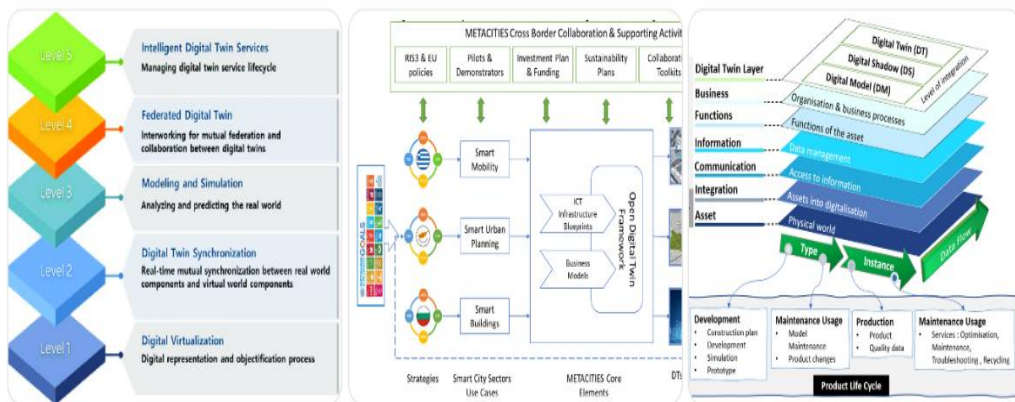 Level 5
Intelligent Digital Twin Services
Managing digital twin service lifecycle
Level 4
Federated Digital Twin
Interworking for mutual federation and
collaboration between digital twins
Level 3
Modeling and Simulation
Analyzing and predicting the real world
Level 2
Digital Twin Synchronization
Real-time mutual synchronization between real world
components and virtual world components
Level 1
Digital Virtualization
Digital representation and objectification process
METACITIES Cross Border Collaboration & Supporting Activit
RIS3 & EU
policies
Pilots &
Demonstrators
Investment Plan
& Funding
Sustainability
Plans
Collaborat
Toolkits
Smart
Mobility
Smart Urban
Planning
Smart
Buildings
ICT
Infrastructure
Blueprints
Business
Models
Open Digital Twin
Framework
Strategies
Smart City Sectors
Use Cases
METACITIES Core
Elements
DTs
Digital Twin Layer
Business
Functions
Information
Communication
Integration
Asset
Digital Twin (DT)
Digital Shadow (DS)
Digital Model (DM)
Level of integration
Organisation & business processes
Functions of the asset
Data management
Access to information
Assets into digitalisation
Physical world
Type
Instance
Data Flow
Development
• Construction plan
• Development
• Simulation
• Prototype
Maintenance Usage
• Model
Maintenance
• Product changes
Production
• Product
• Quality data
Maintenance Usage
• Services : Optimisation,
Maintenance,
Troubleshooting , Recycling
Product Life Cycle